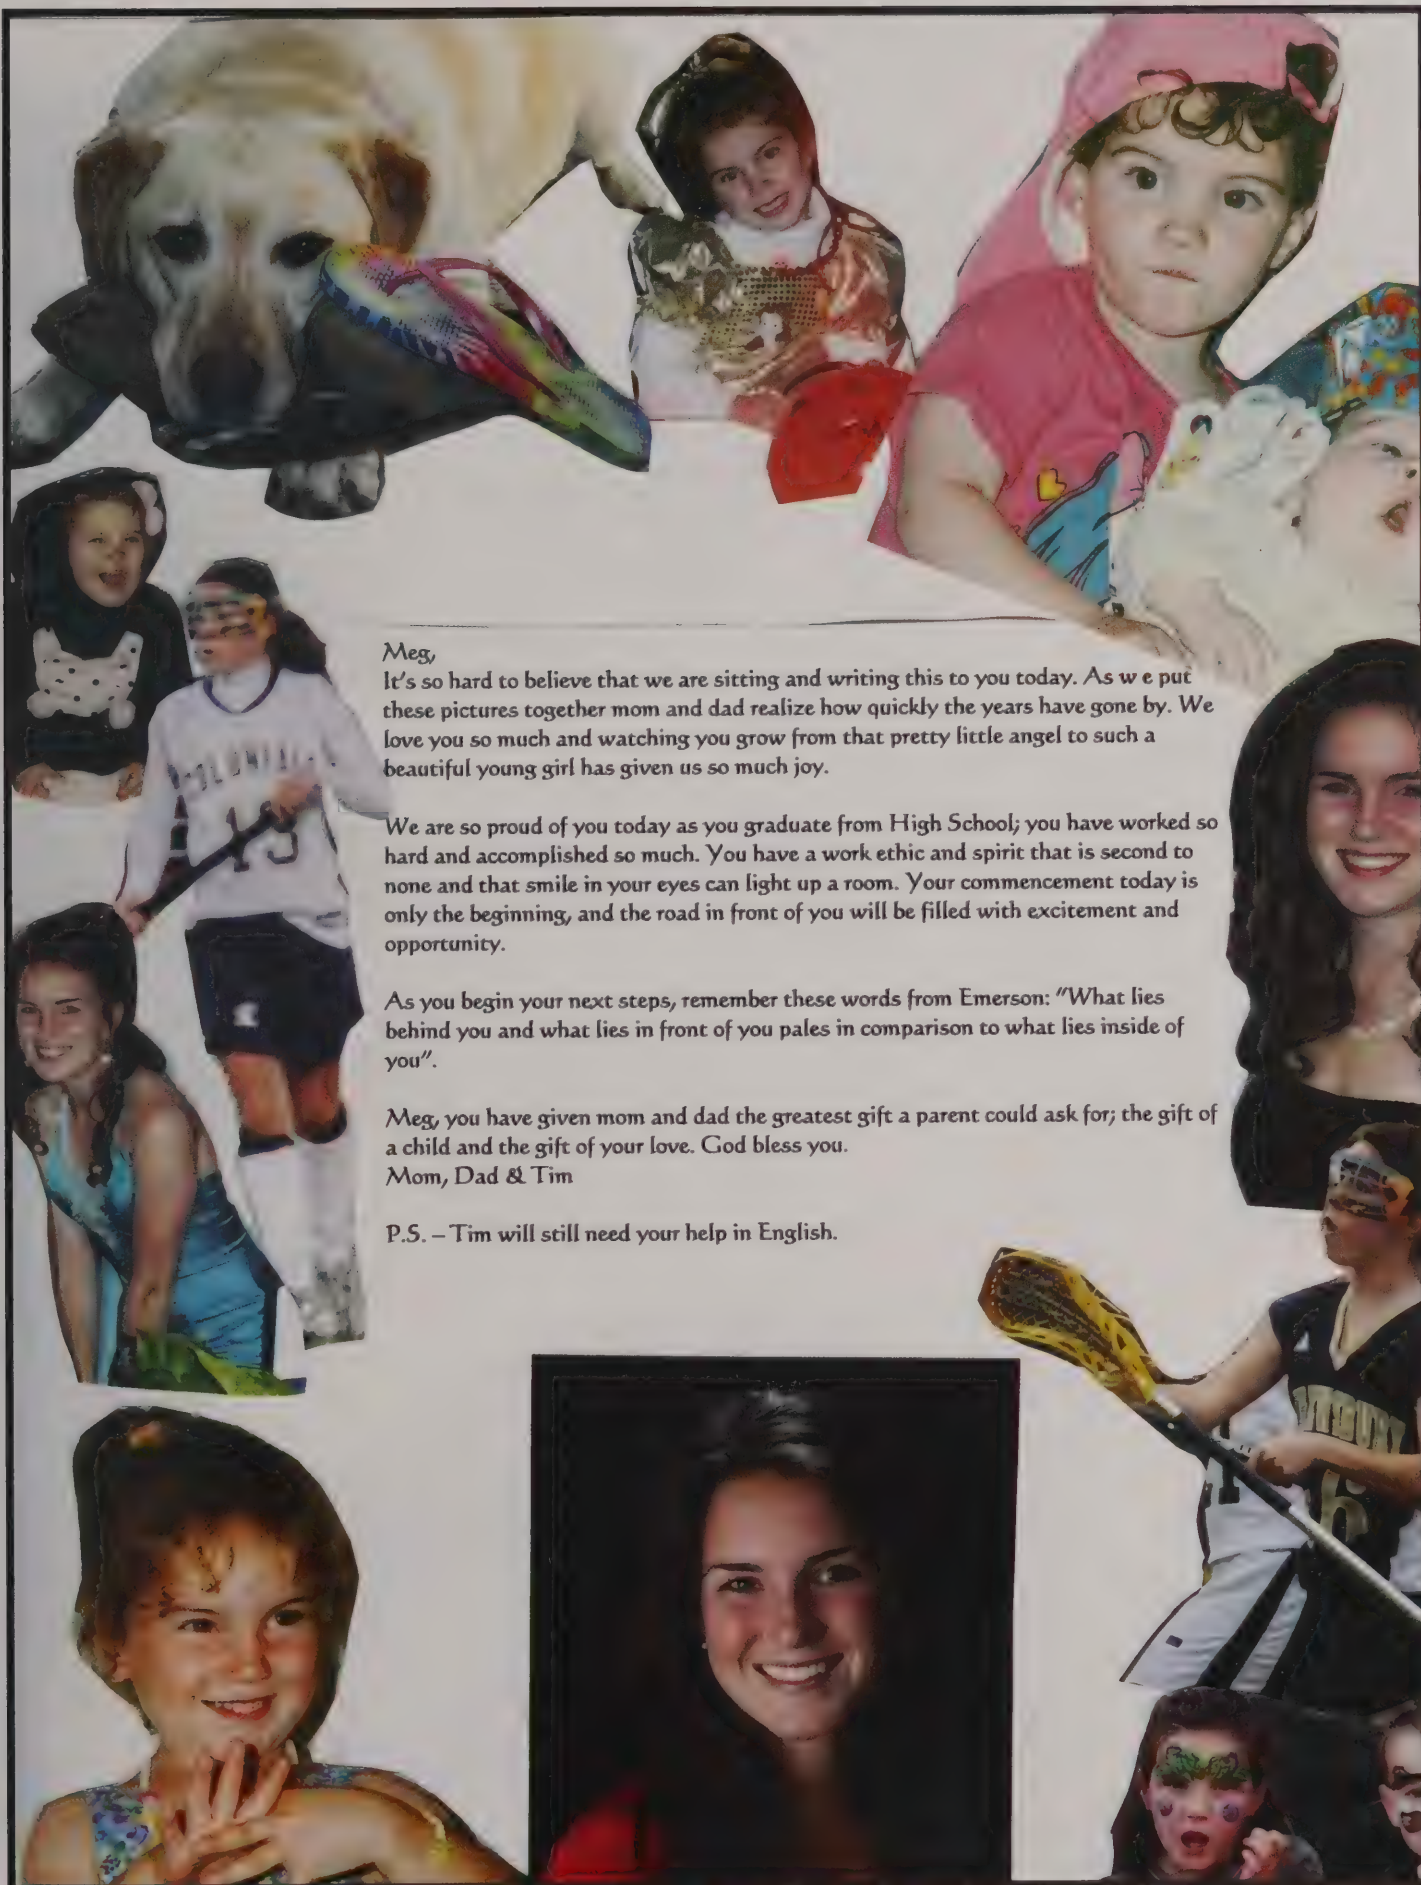 Meg,
It's so hard to believe that we are sitting and writing this to you today. As w e put
these pictures together mom and dad realize how quickly the years have gone by. We
love you so much and watching you grow from that pretty little angel to such a
beautiful young girl has given us so much joy.
We are so proud of you today as you graduate from High School; you have worked so
hard and accomplished so much. You have a work ethic and spirit that is second to
none and that smile in your eyes can light up a room. Your commencement today is
only the beginning, and the road in front of you will be filled with excitement and
opportunity.
As you begin your next steps, remember these words from Emerson: "What lies
behind you and what lies in front of you pales in comparison to what lies inside of
you".
Meg, you have given mom and dad the greatest gift a parent could ask for; the gift of
a child and the gift of your love. God bless you.
Mom, Dad & Tim
P.S. – Tim will still need your help in English.
15
6